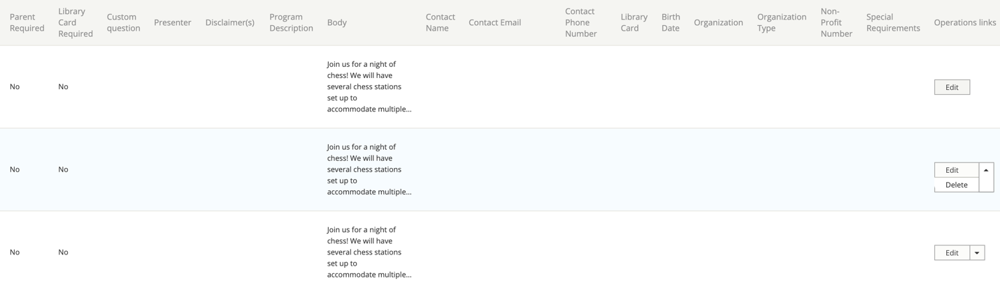 Parent Required
Library Card Required
Custom question
Presenter
Disclaimer(s)
Program Description
Body
Contact Name
Contact Email
Contact Phone Number
Library Card
Birth Date
Organization
Organization Type
Non-Profit Number
Special Requirements
Operations links
No
No
Join us for a night of
chess! We will have
several chess stations
set up to
accommodate multiple...
Edit
No
No
Join us for a night of
chess! We will have
several chess stations
set up to
accommodate multiple...
Edit
Delete
No
No
Join us for a night of
chess! We will have
several chess stations
set up to
accommodate multiple...
Edit